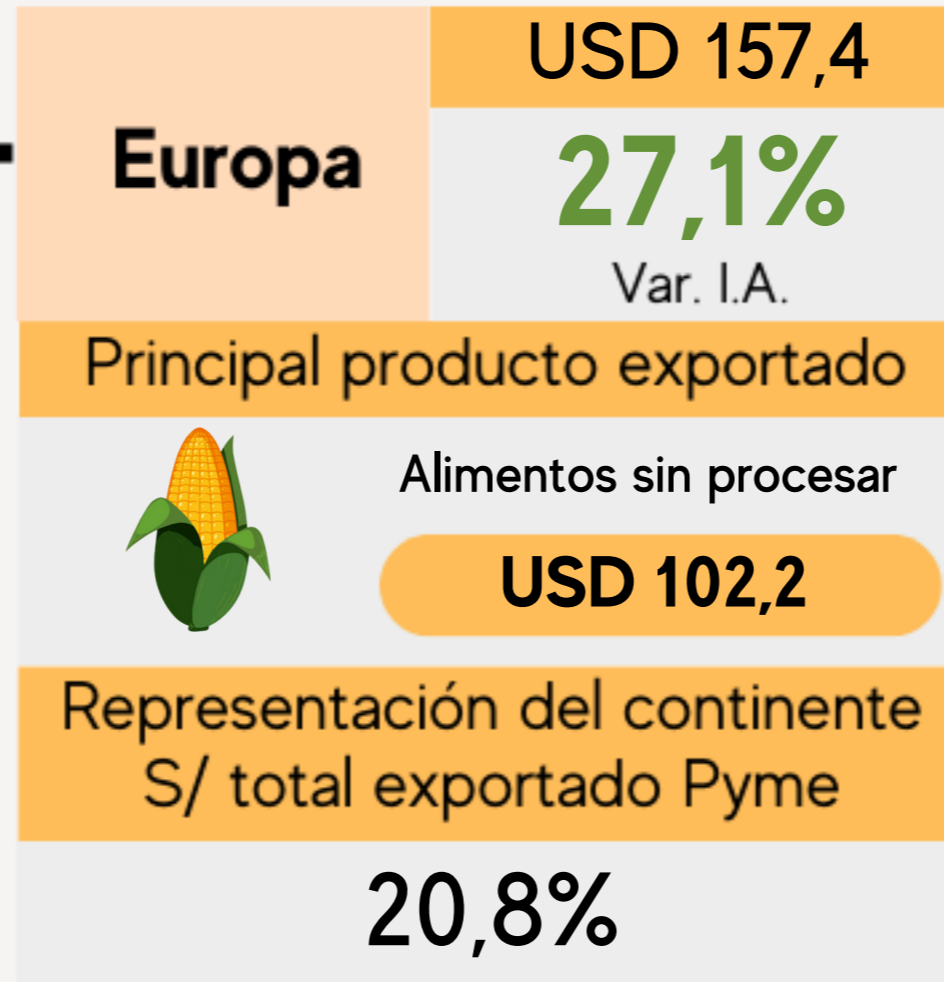 Europa
USD 157,4
27,1%
Var. I.A.
Principal producto exportado
Alimentos sin procesar
USD 102,2
Representación del continente
S/ total exportado Pyme
20,8%